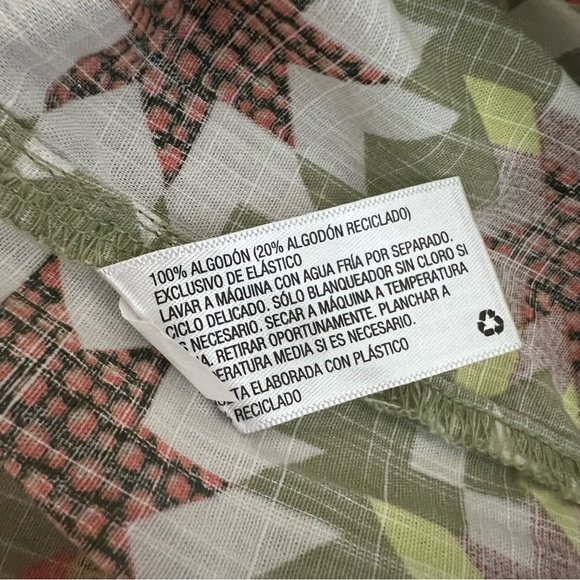 100% ALGODÓN (20% ALGODÓN RECICLADO)
EXCLUSIVO DE ELÁSTICO
LAVAR A MÁQUINA CON AGUA FRÍA POR SEPARADO.
CICLO DELICADO. SÓLO BLANQUEADOR SIN CLORO SI
NECESARIO. SECAR A MÁQUINA A TEMPERATURA
RETIRAR OPORTUNAMENTE. PLANCHAR A
MEDIA SI ES NECESARIO.
ELABORADA CON PLÁSTICO
RECICLADO